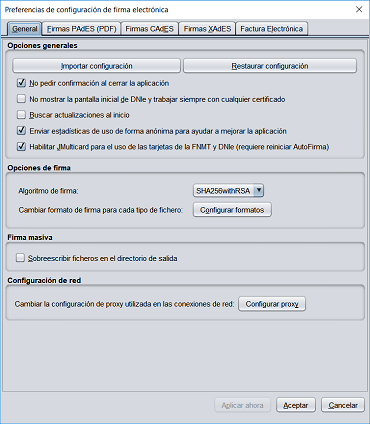 Preferencias de configuración de firma electrónica
General Firmas PAdES (PDF) Firmas CAdES Firmas XAdES Factura Electrónica
Opciones generales
Importar configuración Restaurar configuración
No pedir confirmación al cerrar la aplicación
No mostrar la pantalla inicial de DNIe y trabajar siempre con cualquier certificado
Buscar actualizaciones al inicio
Enviar estadísticas de uso de forma anónima para ayudar a mejorar la aplicación
Habilitar JMulticard para el uso de las tarjetas de la FNMT y DNIe (requiere reiniciar AutoFirma)
Opciones de firma
Algoritmo de firma: SHA256withRSA
Cambiar formato de firma para cada tipo de fichero: Configurar formatos
Firma masiva
Sobreescribir ficheros en el directorio de salida
Configuración de red
Cambiar la configuración de proxy utilizada en las conexiones de red: Configurar proxy
Aplicar ahora Aceptar Cancelar